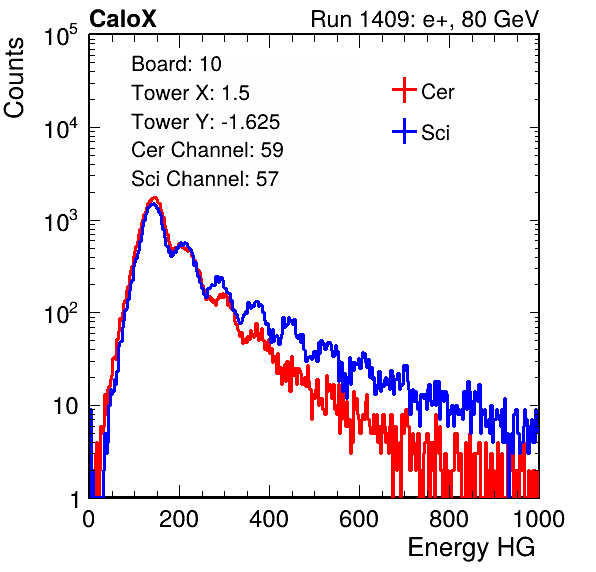 CaloX
Run 1409: e+, 80 GeV
Counts
Board: 10
Tower X: 1.5
Tower Y: -1.625
Cer Channel: 59
Sci Channel: 57
Cer
Sci
10^5
10^4
10^3
10^2
10
1
0 200 400 600 800 1000
Energy HG